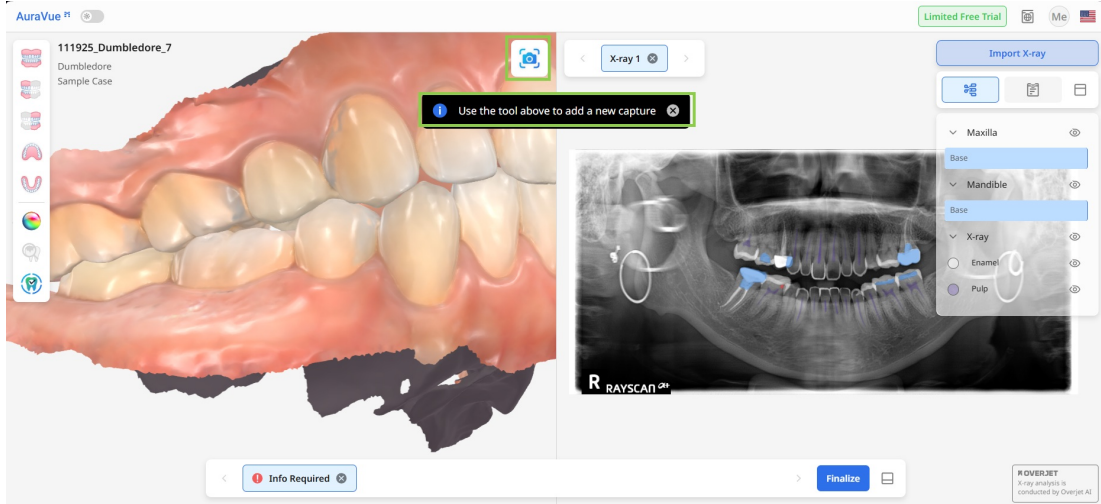 AuraVue
Limited Free Trial
Me
111925_Dumbledore_7
Dumbledore
Sample Case
X-ray 1
Import X-ray
Use the tool above to add a new capture
Maxilla
Base
Mandible
Base
X-ray
Enamel
Pulp
R RAYSCAN α+
Info Required
Finalize
OVERJET
X-ray analysis is
conducted by Overjet AI